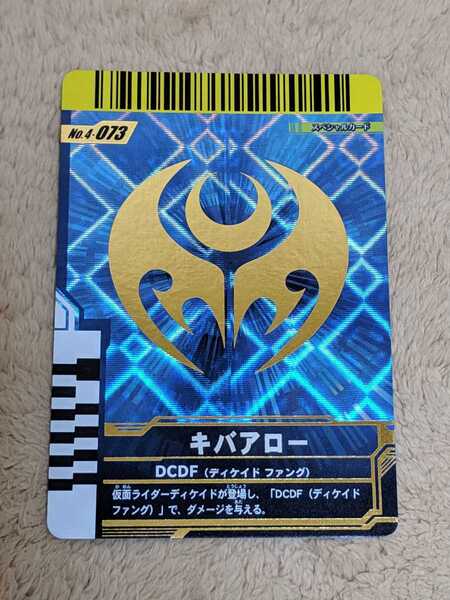 No.4-073
スペシャルカード
キバアロー
DCDF (ディケイド ファング)
仮面ライダーディケイドが登場し、「DCDF (ディケイド
ファング) 」で、ダメージを与える。